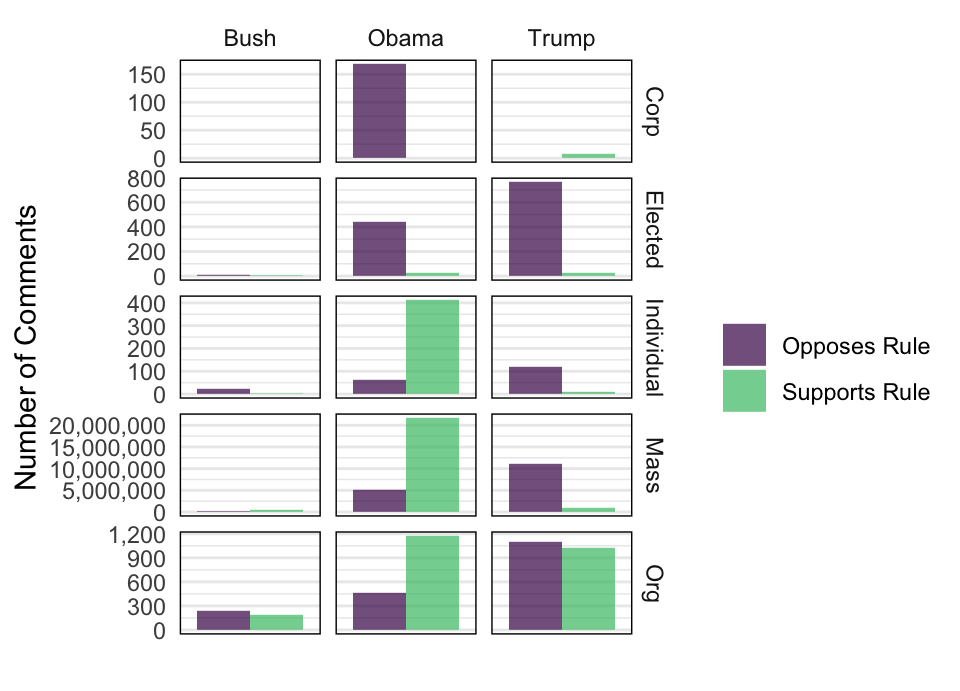 Bush Obama Trump
150
100
50
0
Corp
800
600
400
200
0
Elected
400
300
200
100
0
Individual
20,000,000
15,000,000
10,000,000
5,000,000
0
Mass
1,200
900
600
300
0
Org
Number of Comments
Opposes Rule
Supports Rule